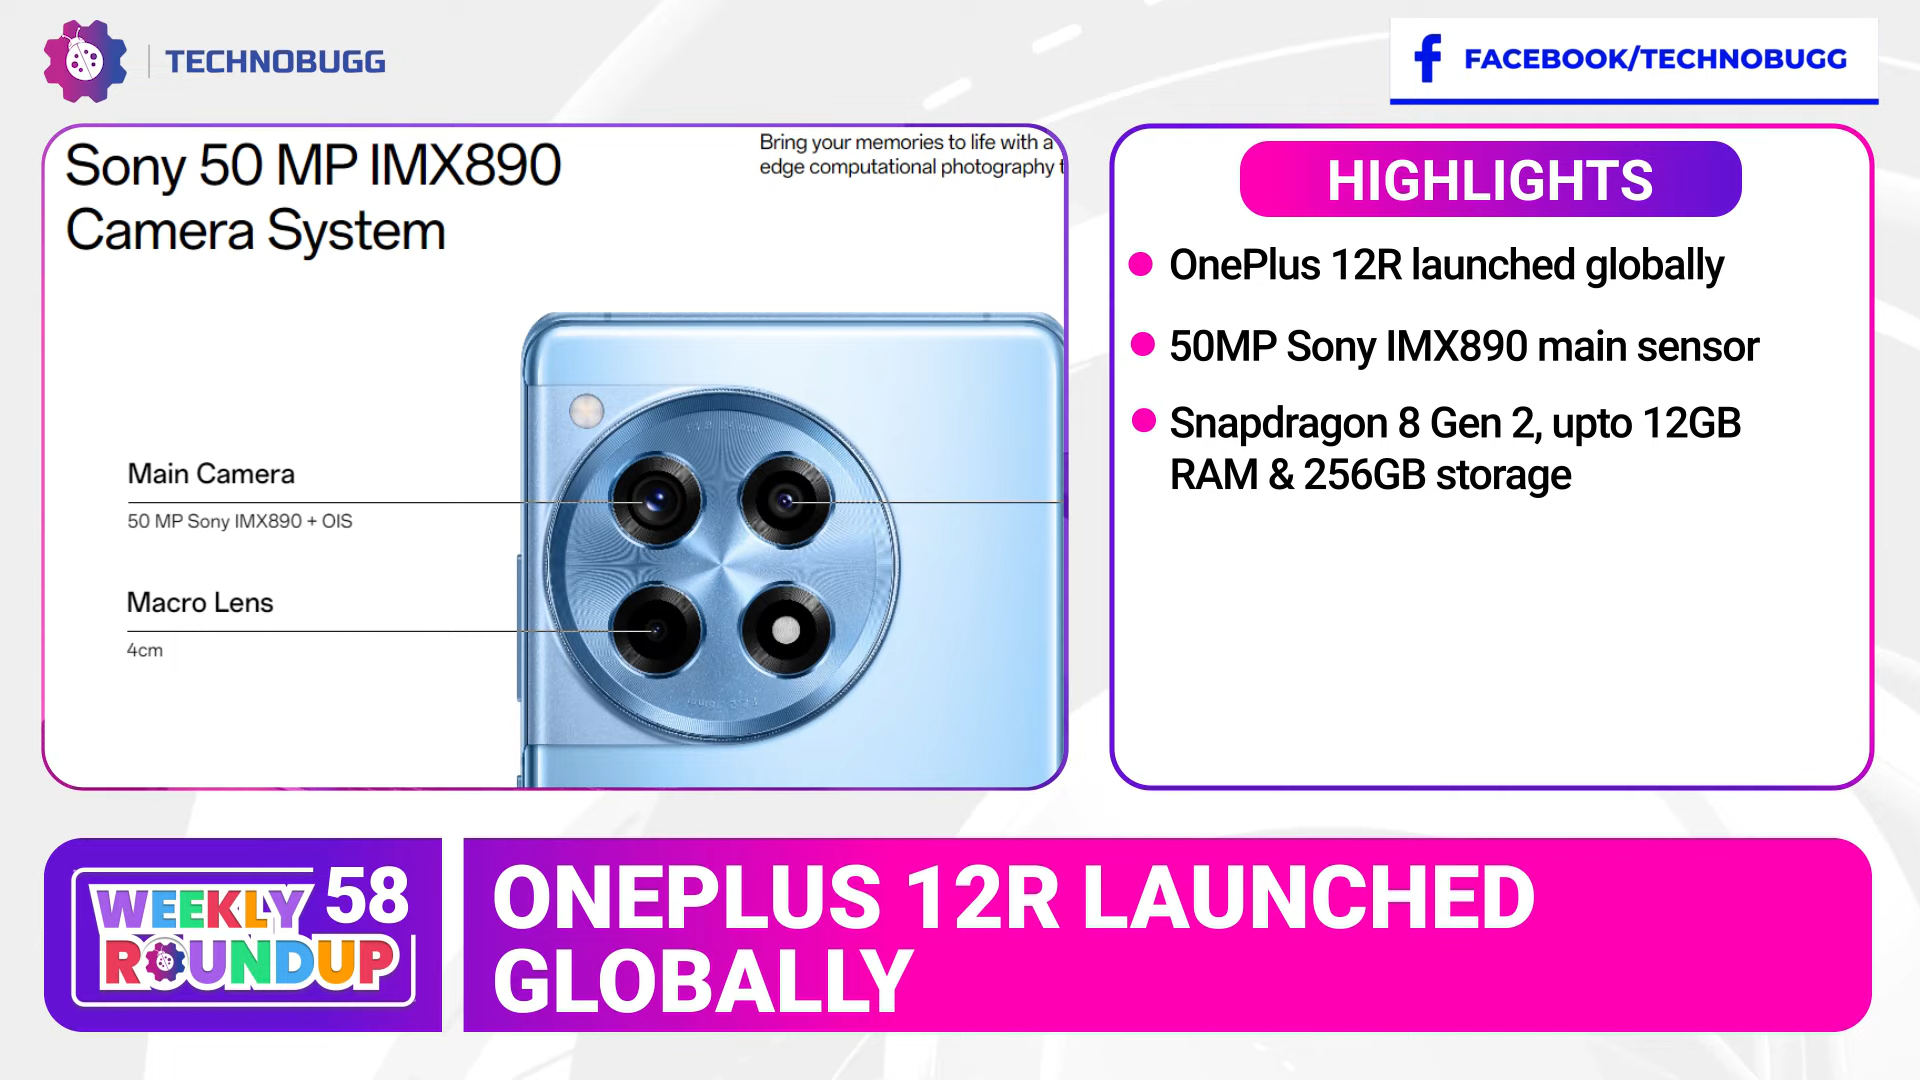 TECHNOBUGG
FACEBOOK/TECHNOBUGG
Sony 50 MP IMX890
Camera System
Bring your memories to life with a
edge computational photography t
Main Camera
50 MP Sony IMX890 + OIS
Macro Lens
4cm
HIGHLIGHTS
OnePlus 12R launched globally
50MP Sony IMX890 main sensor
Snapdragon 8 Gen 2, upto 12GB
RAM & 256GB storage
WEEKLY 58
ROUNDUP
ONEPLUS 12R LAUNCHED
GLOBALLY